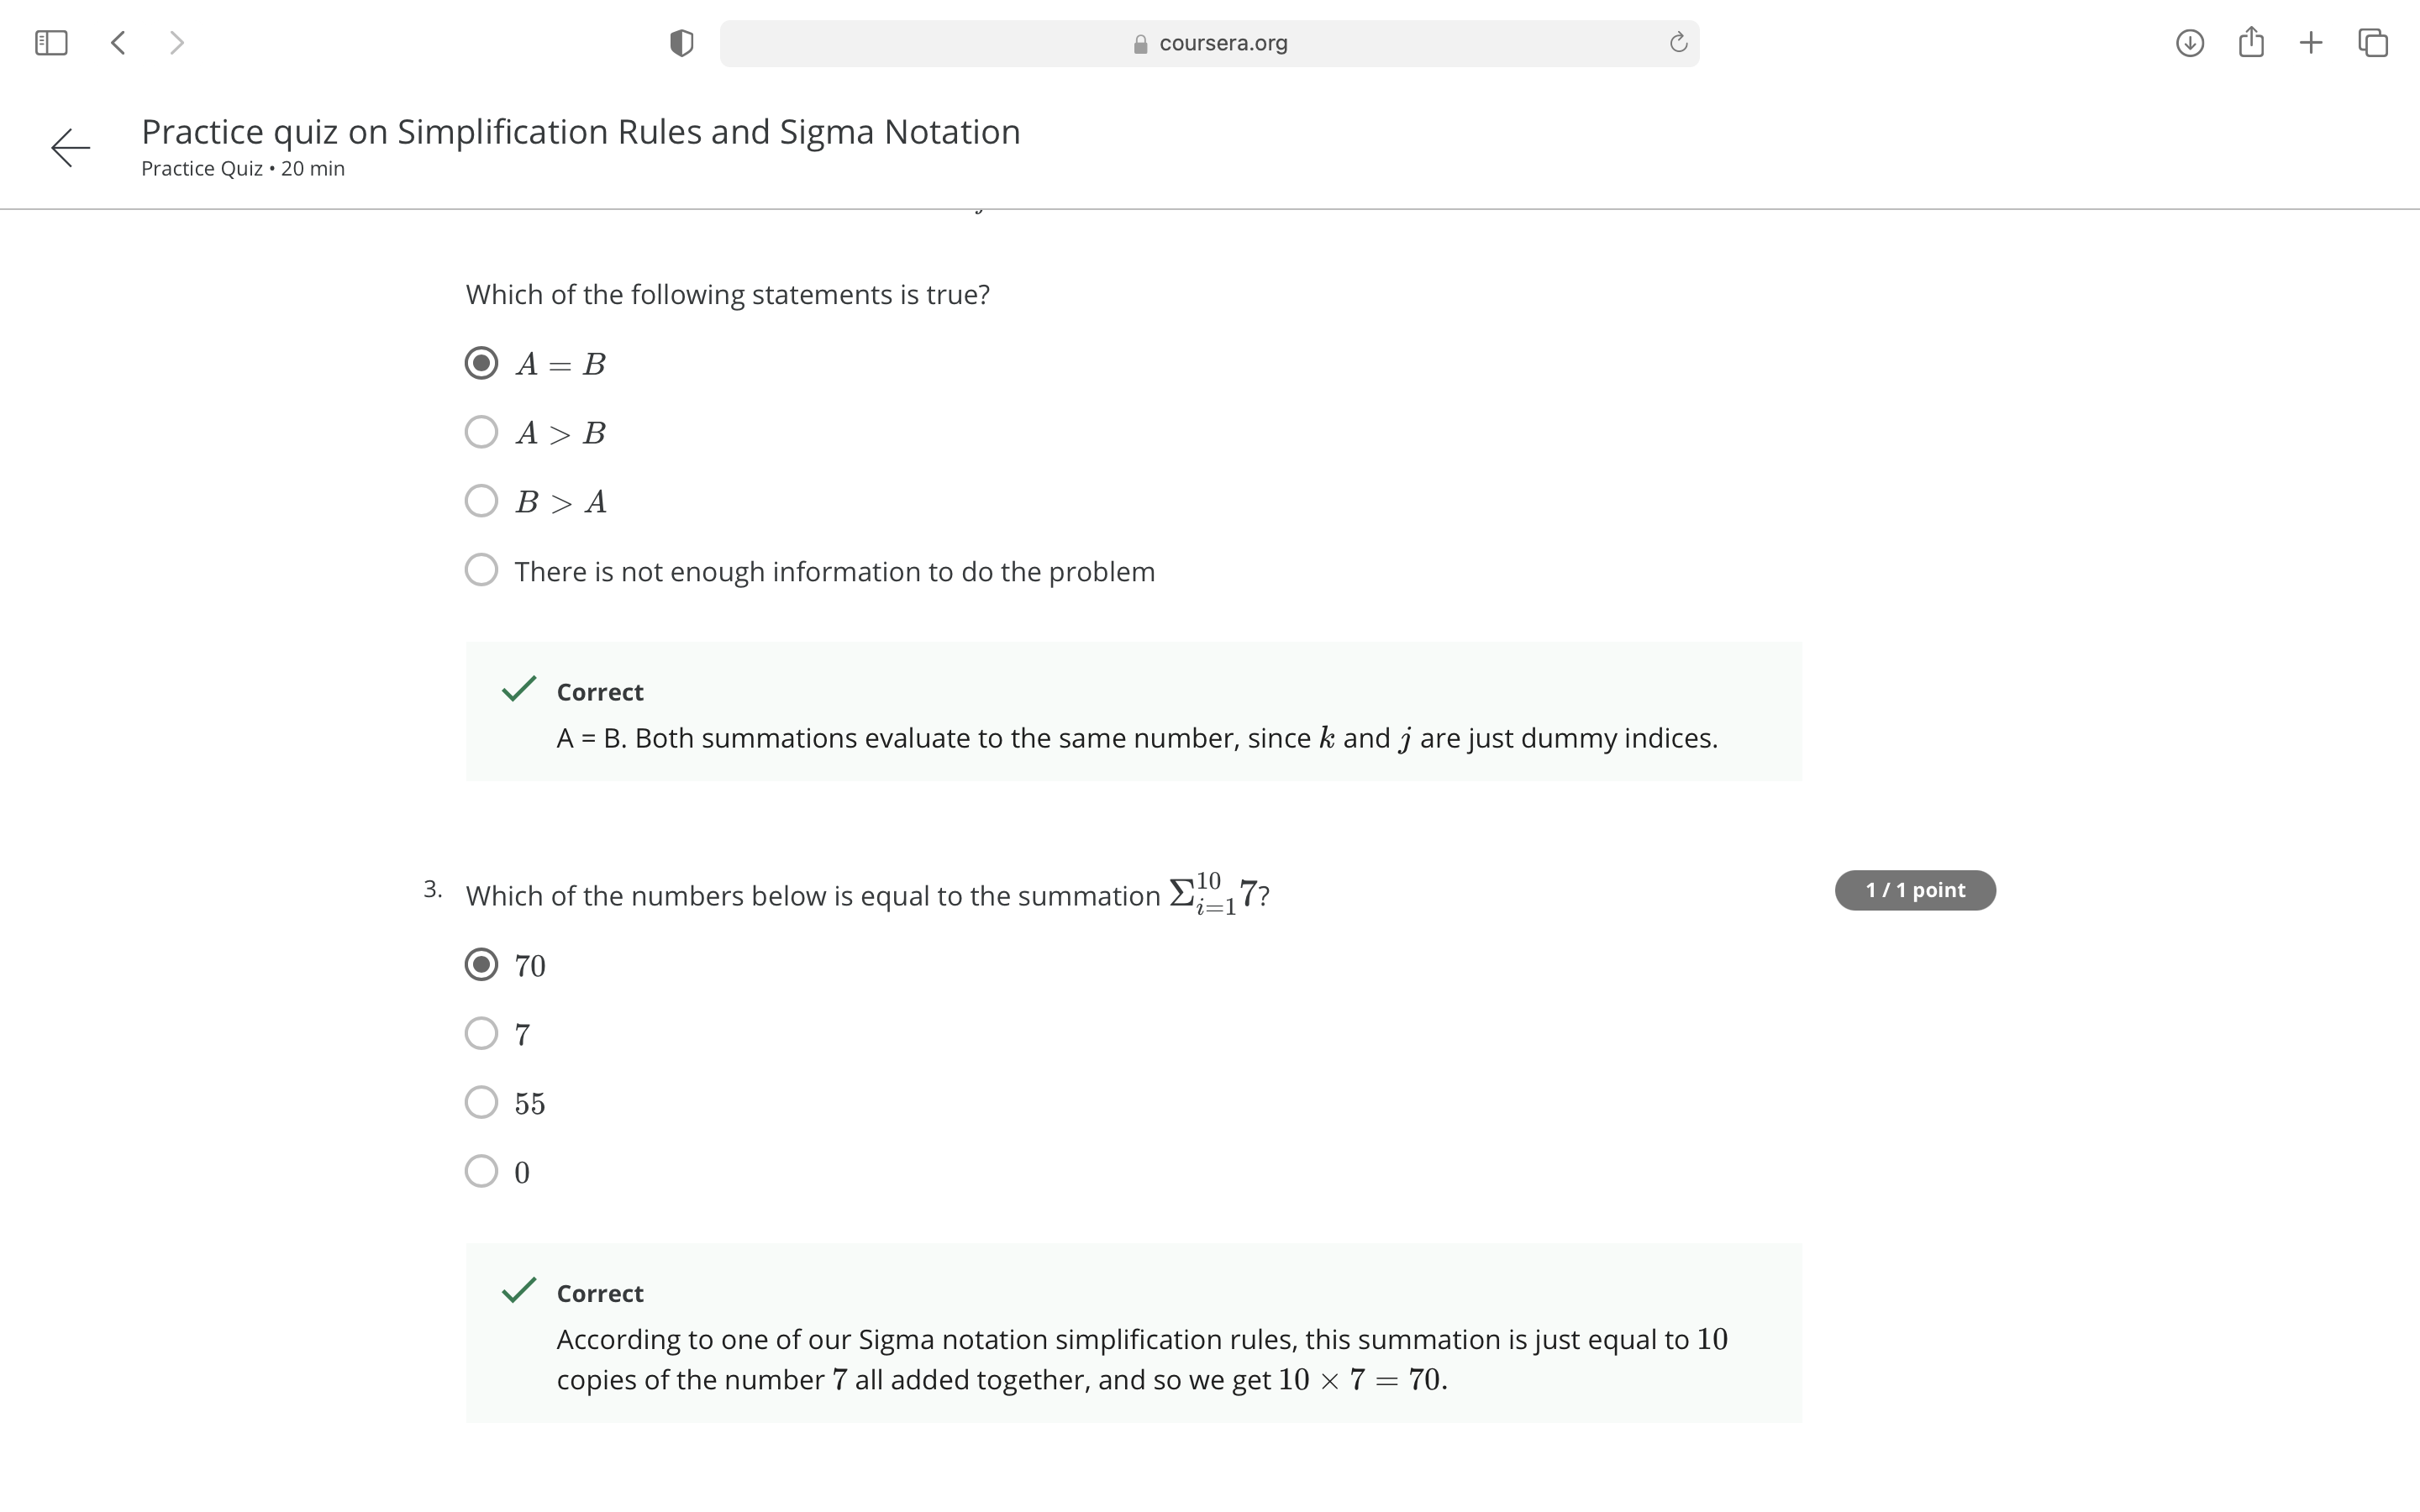 coursera.org
Practice quiz on Simplification Rules and Sigma Notation
Practice Quiz • 20 min
Which of the following statements is true?
A = B
A > B
B > A
There is not enough information to do the problem
Correct
A = B. Both summations evaluate to the same number, since k and j are just dummy indices.
3. Which of the numbers below is equal to the summation Σ_{i=1}^{10} 7?
1 / 1 point
70
7
55
0
Correct
According to one of our Sigma notation simplification rules, this summation is just equal to 10
copies of the number 7 all added together, and so we get 10 × 7 = 70.